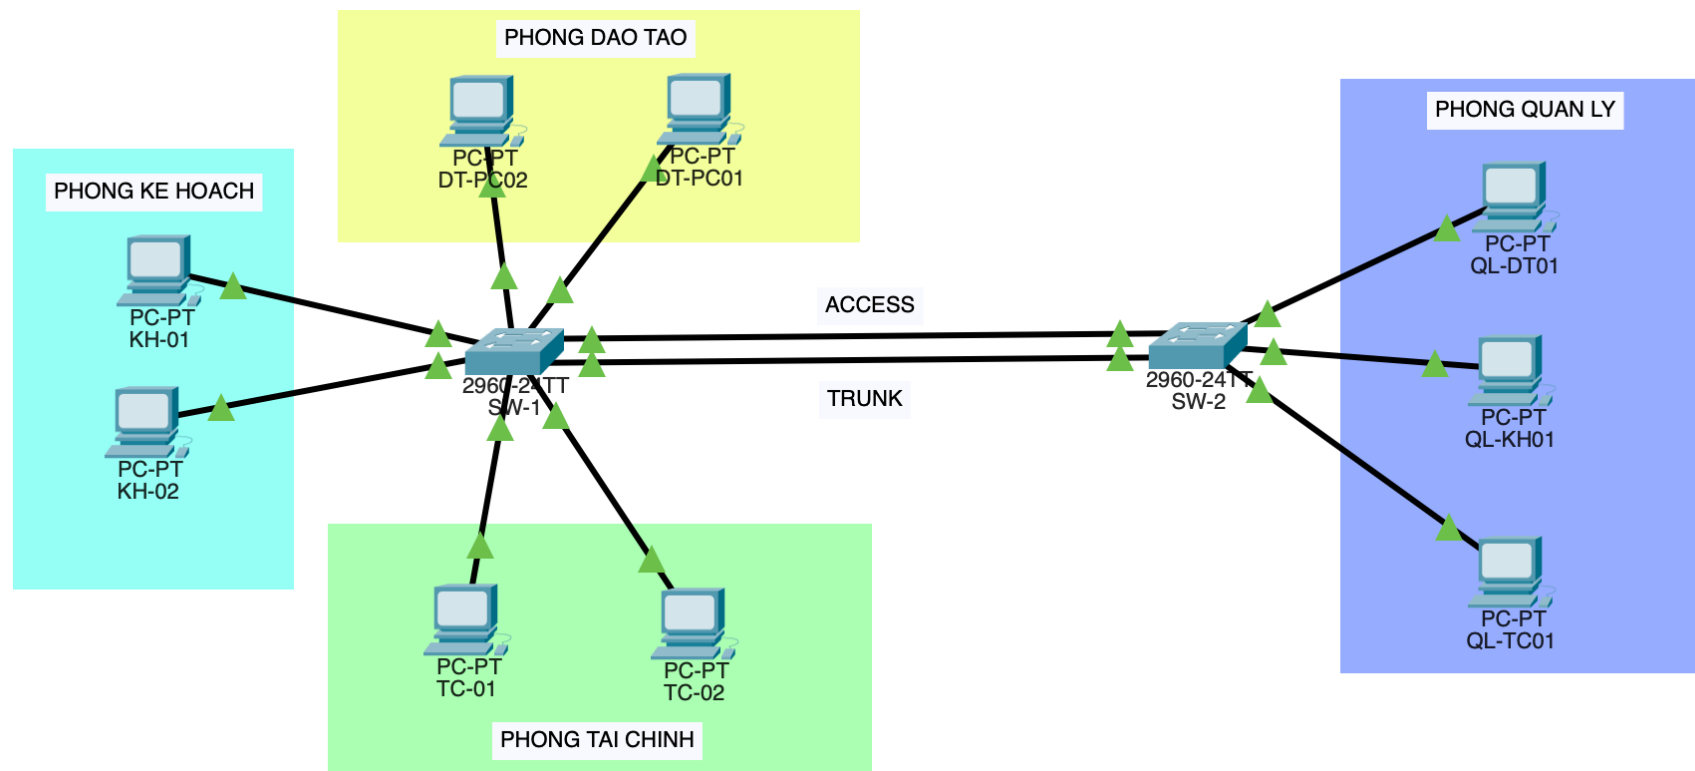 PHONG DAO TAO
PC-PT
DT-PC02
PC-PT
DT-PC01
PHONG QUAN LY
PC-PT
QL-DT01
PHONG KE HOACH
PC-PT
KH-01
ACCESS
2960-24TT
SW-1
TRUNK
2960-24TT
SW-2
PC-PT
QL-KH01
PC-PT
KH-02
PC-PT
QL-TC01
PC-PT
TC-01
PC-PT
TC-02
PHONG TAI CHINH